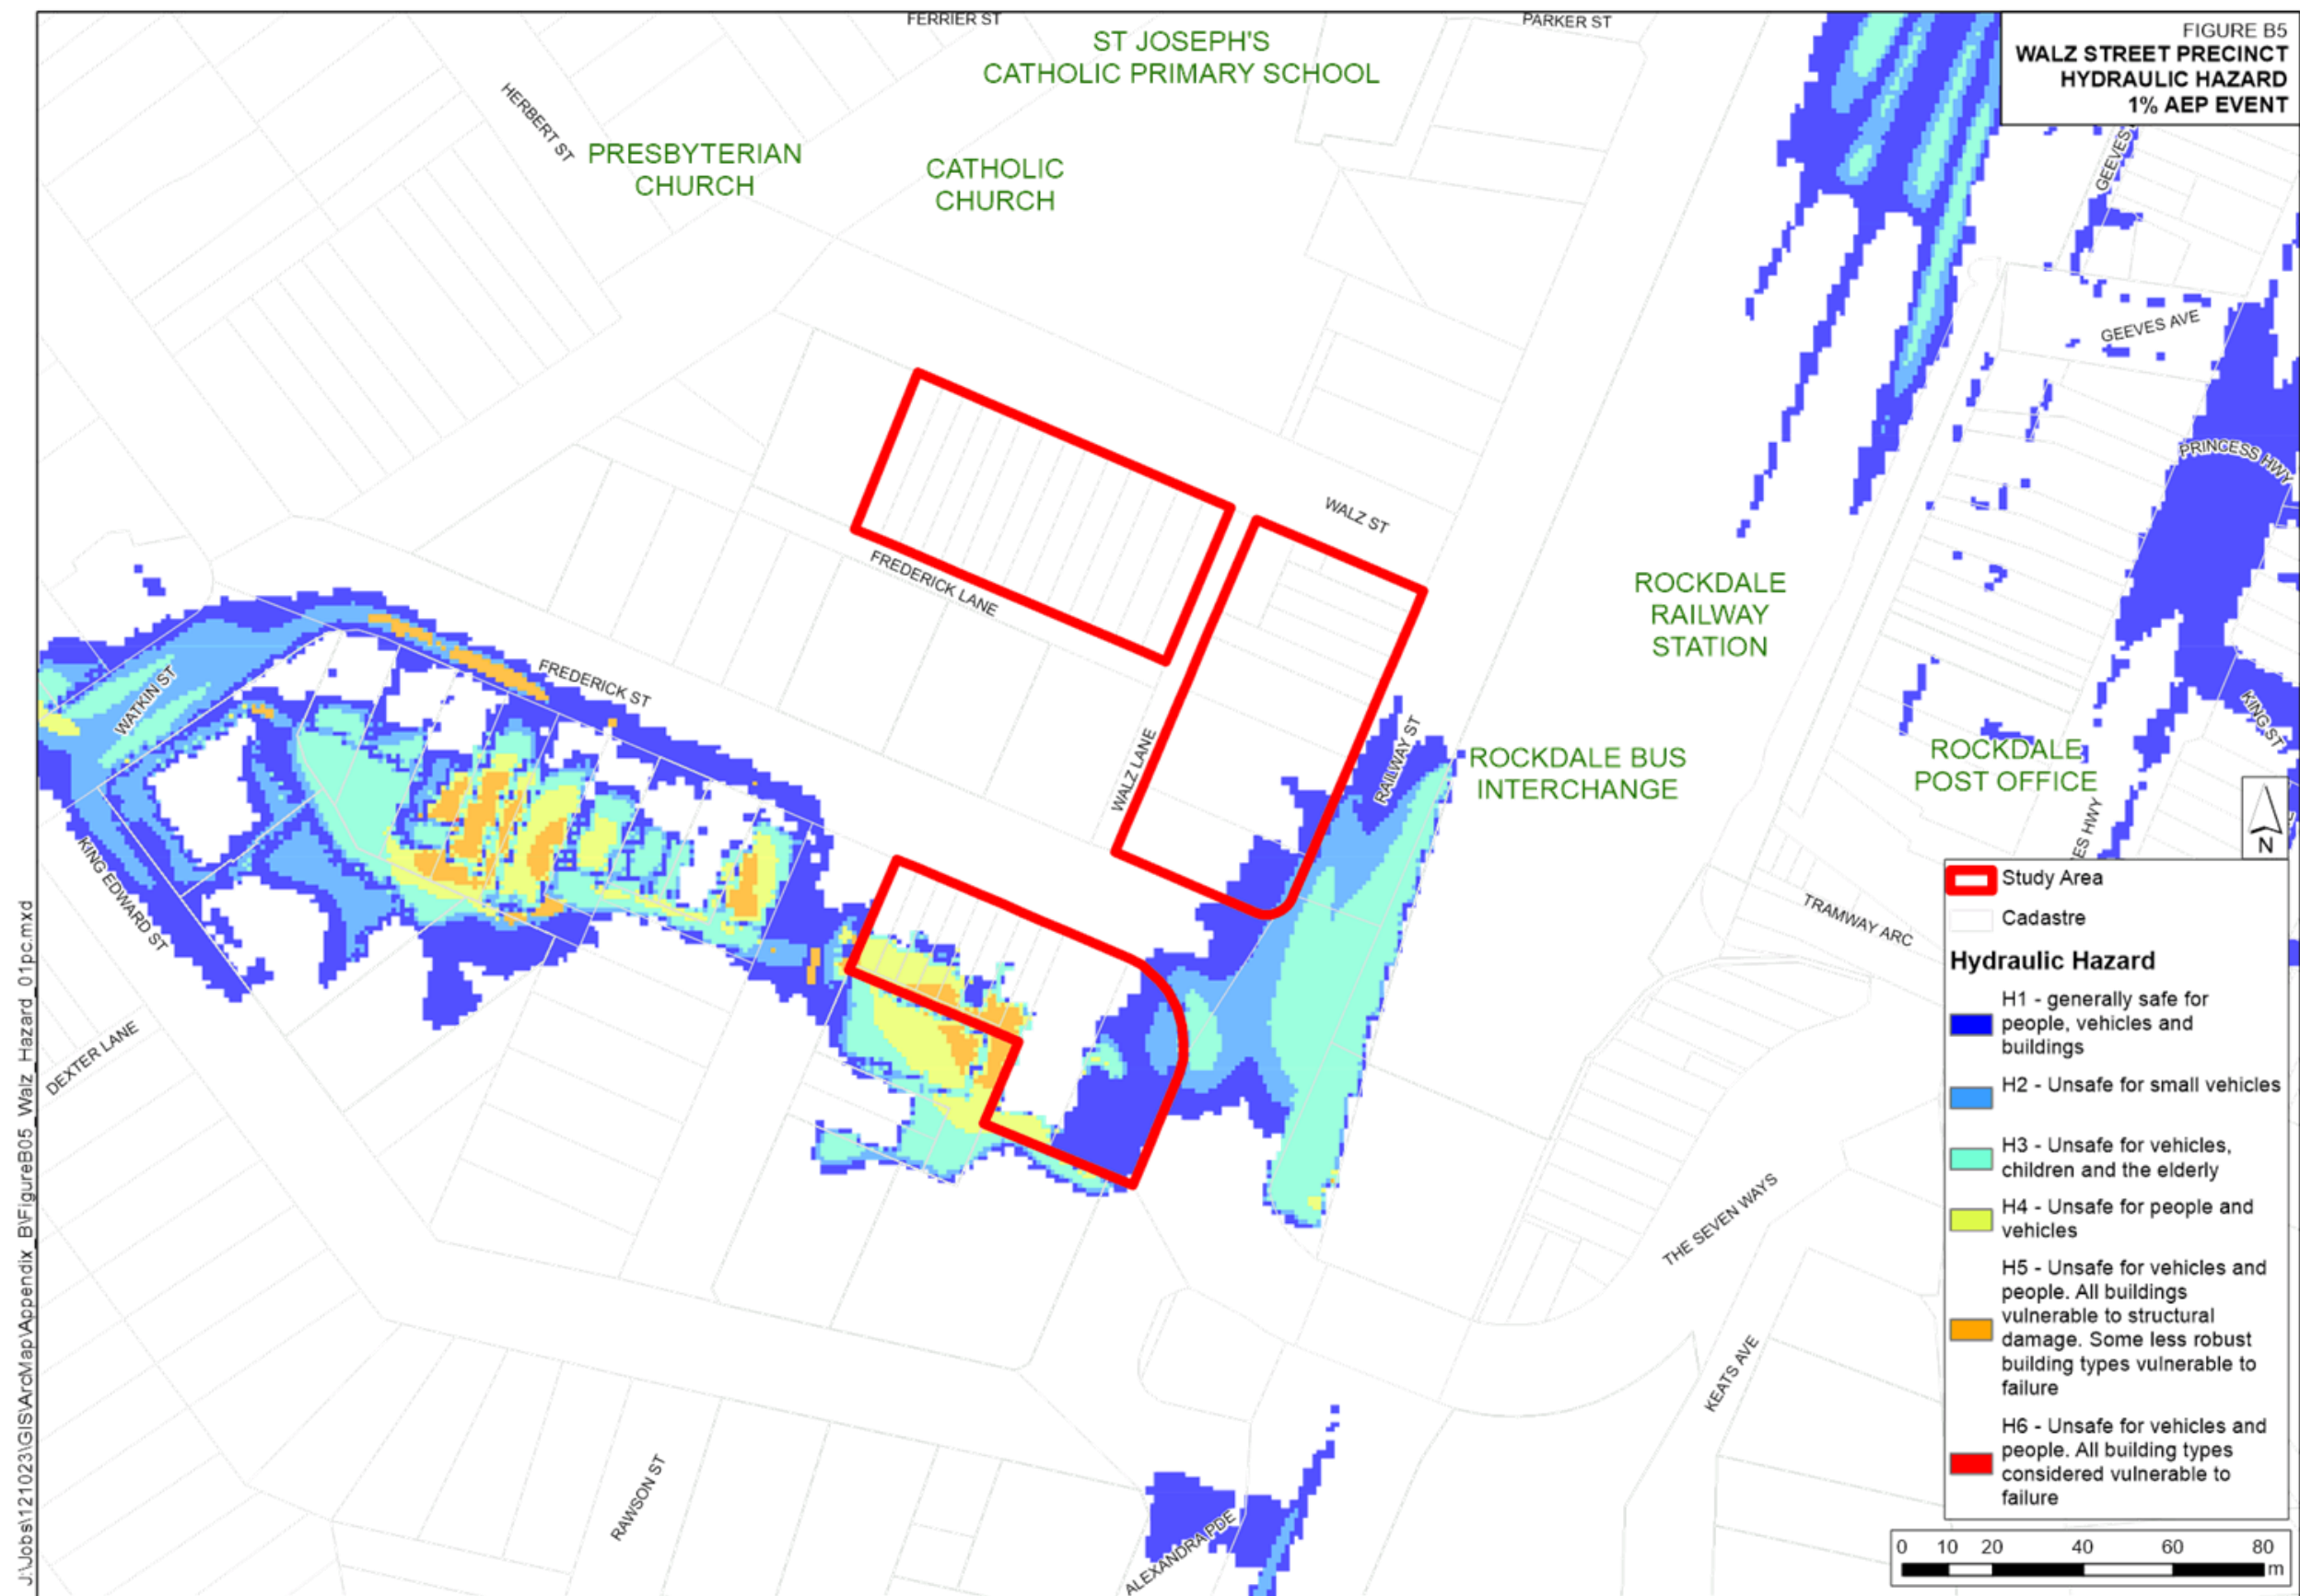 FERRIER ST
PARKER ST
FIGURE B5
WALZ STREET PRECINCT
HYDRAULIC HAZARD
1% AEP EVENT
ST JOSEPH'S
CATHOLIC PRIMARY SCHOOL
HERBERT ST
PRESBYTERIAN
CHURCH
CATHOLIC
CHURCH
GEEVES
GEEVES AVE
PRINCESS HWY
WALZ ST
FREDERICK LANE
ROCKDALE
RAILWAY
STATION
WATKIN ST
FREDERICK ST
KING ST
WALZ LANE
RAILWAY ST
ROCKDALE BUS
INTERCHANGE
ROCKDALE
POST OFFICE
ES HWY
N
KING EDWARD ST
TRAMWAY ARC
DEXTER LANE
THE SEVEN WAYS
KEATS AVE
RAWSON ST
ALEXANDRA PDE
Study Area
Cadastre
Hydraulic Hazard
H1 - generally safe for
people, vehicles and
buildings
H2 - Unsafe for small vehicles
H3 - Unsafe for vehicles,
children and the elderly
H4 - Unsafe for people and
vehicles
H5 - Unsafe for vehicles and
people. All buildings
vulnerable to structural
damage. Some less robust
building types vulnerable to
failure
H6 - Unsafe for vehicles and
people. All building types
considered vulnerable to
failure
0 10 20 40 60 80
m
J:\Jobs\121023\GIS\ArcMap\Appendix_B\FigureB05_Walz_Hazard_01pc.mxd